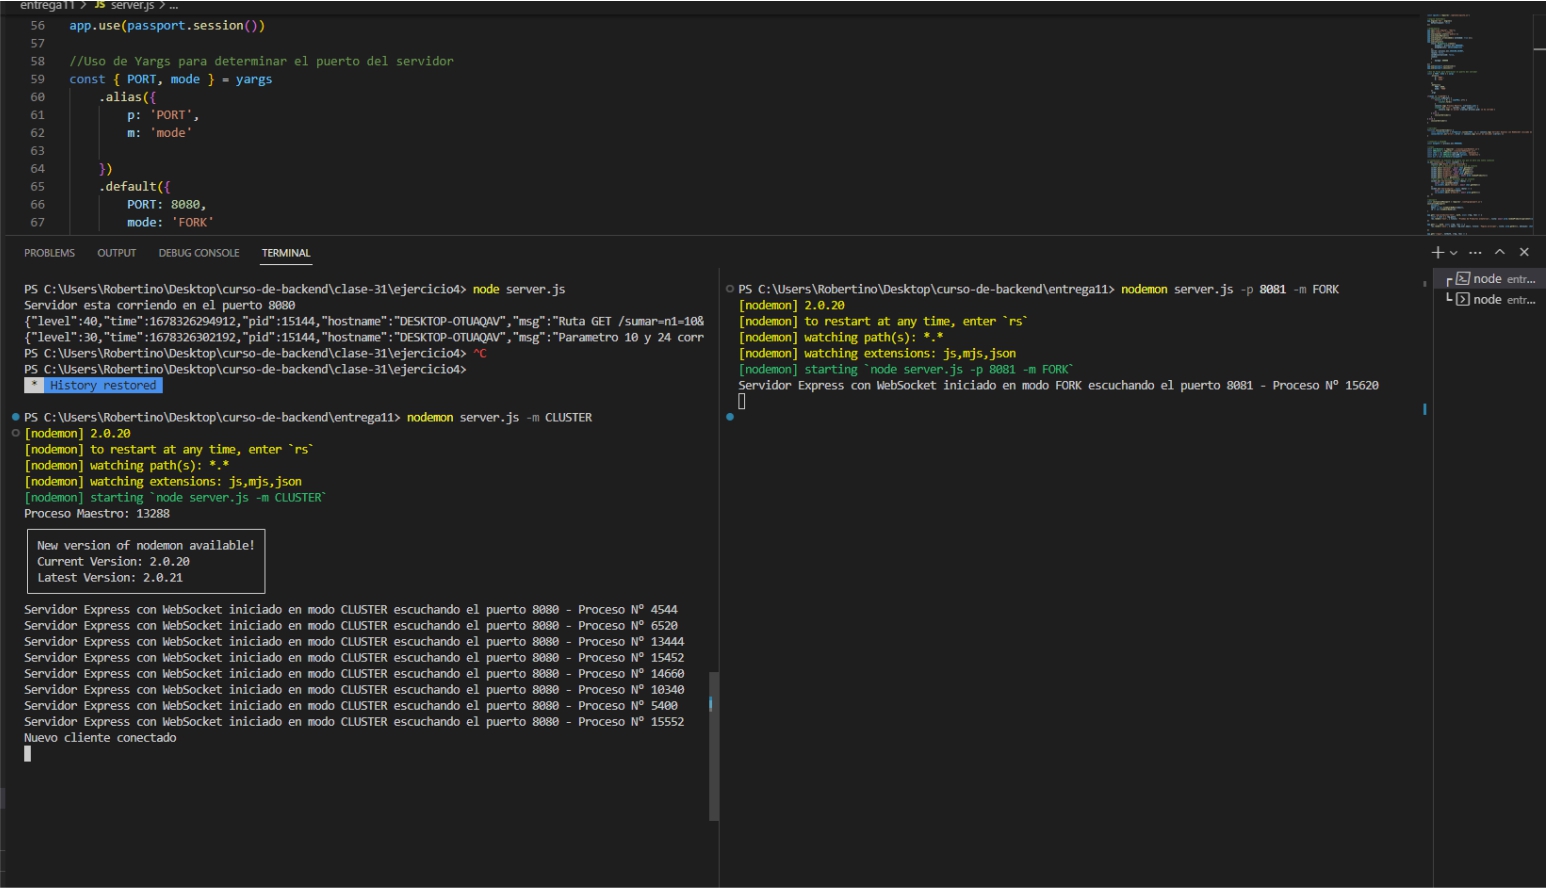 entrega11 > JS server.js > ...
56 app.use(passport.session())
57
58 //Uso de Yargs para determinar el puerto del servidor
59 const { PORT, mode } = yargs
60 .alias({
61 p: 'PORT',
62 m: 'mode'
63
64 })
65 .default({
66 PORT: 8080,
67 mode: 'FORK'
PROBLEMS OUTPUT DEBUG CONSOLE TERMINAL
PS C:\Users\Robertino\Desktop\curso-de-backend\clase-31\ejercicio4> node server.js
Servidor esta corriendo en el puerto 8080
{"level":40,"time":1678326294912,"pid":15144,"hostname":"DESKTOP-OTUAQAV","msg":"Ruta GET /sumar=n1=10&
{"level":30,"time":1678326302192,"pid":15144,"hostname":"DESKTOP-OTUAQAV","msg":"Parametro 10 y 24 corr
PS C:\Users\Robertino\Desktop\curso-de-backend\clase-31\ejercicio4> ^C
PS C:\Users\Robertino\Desktop\curso-de-backend\clase-31\ejercicio4>
* History restored
PS C:\Users\Robertino\Desktop\curso-de-backend\entrega11> nodemon server.js -m CLUSTER
[nodemon] 2.0.20
[nodemon] to restart at any time, enter `rs`
[nodemon] watching path(s): *.*
[nodemon] watching extensions: js,mjs,json
[nodemon] starting `node server.js -m CLUSTER`
Proceso Maestro: 13288
New version of nodemon available!
Current Version: 2.0.20
Latest Version: 2.0.21
Servidor Express con WebSocket iniciado en modo CLUSTER escuchando el puerto 8080 - Proceso Nº 4544
Servidor Express con WebSocket iniciado en modo CLUSTER escuchando el puerto 8080 - Proceso Nº 6520
Servidor Express con WebSocket iniciado en modo CLUSTER escuchando el puerto 8080 - Proceso Nº 13444
Servidor Express con WebSocket iniciado en modo CLUSTER escuchando el puerto 8080 - Proceso Nº 15452
Servidor Express con WebSocket iniciado en modo CLUSTER escuchando el puerto 8080 - Proceso Nº 14660
Servidor Express con WebSocket iniciado en modo CLUSTER escuchando el puerto 8080 - Proceso Nº 10340
Servidor Express con WebSocket iniciado en modo CLUSTER escuchando el puerto 8080 - Proceso Nº 5400
Servidor Express con WebSocket iniciado en modo CLUSTER escuchando el puerto 8080 - Proceso Nº 15552
Nuevo cliente conectado
PS C:\Users\Robertino\Desktop\curso-de-backend\entrega11> nodemon server.js -p 8081 -m FORK
[nodemon] 2.0.20
[nodemon] to restart at any time, enter `rs`
[nodemon] watching path(s): *.*
[nodemon] watching extensions: js,mjs,json
[nodemon] starting `node server.js -p 8081 -m FORK`
Servidor Express con WebSocket iniciado en modo FORK escuchando el puerto 8081 - Proceso Nº 15620
node entr...
node entr...